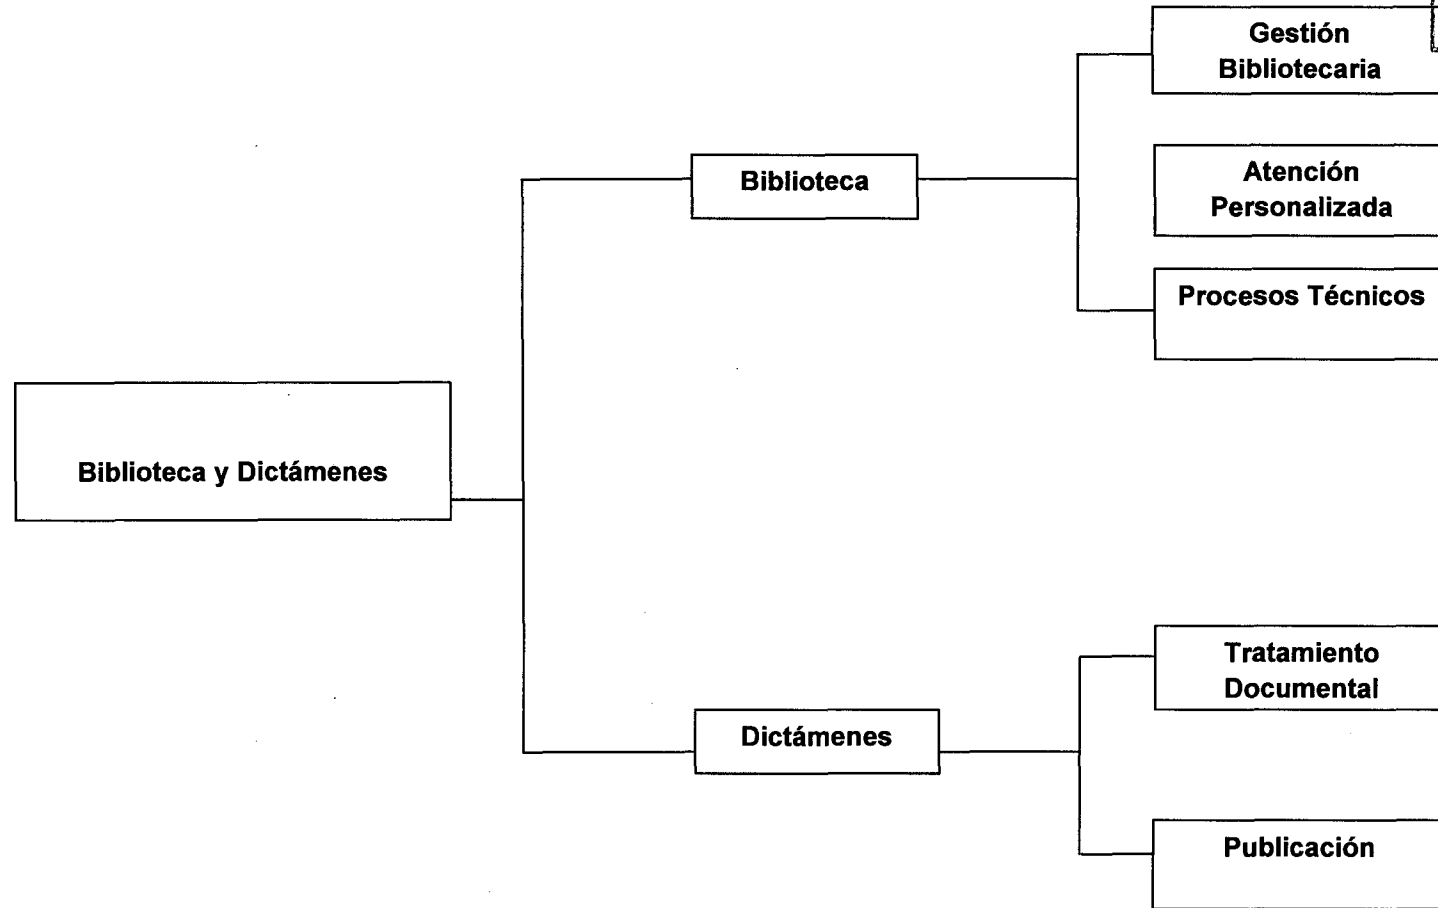 Gestión
Bibliotecaria
Biblioteca
Atención
Personalizada
Procesos Técnicos
Biblioteca y Dictámenes
Tratamiento
Documental
Dictámenes
Publicación